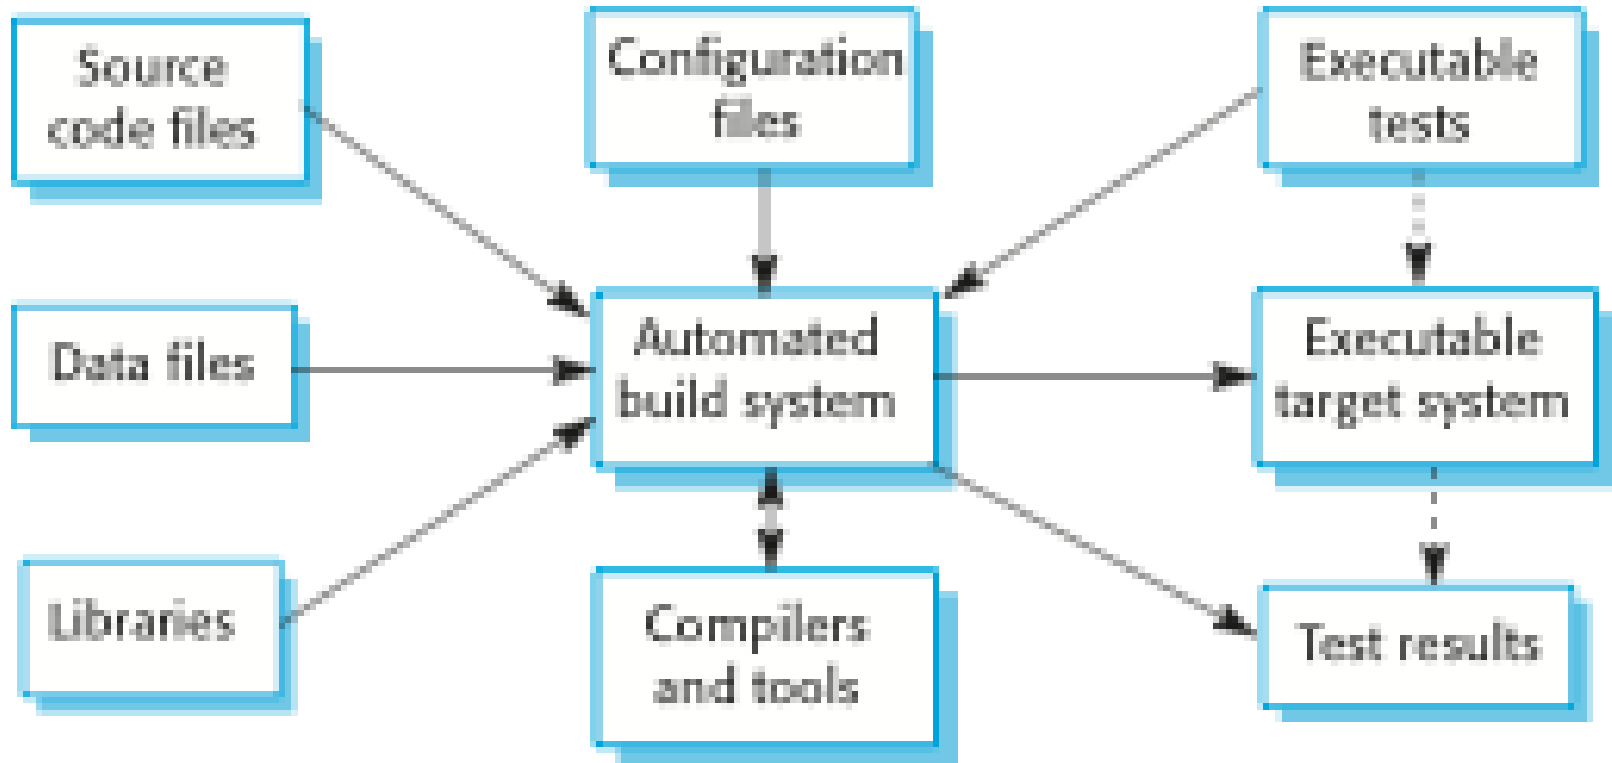 Source
code files
Configuration
files
Executable
tests
Data files
Automated
build system
Executable
target system
Libraries
Compilers
and tools
Test results